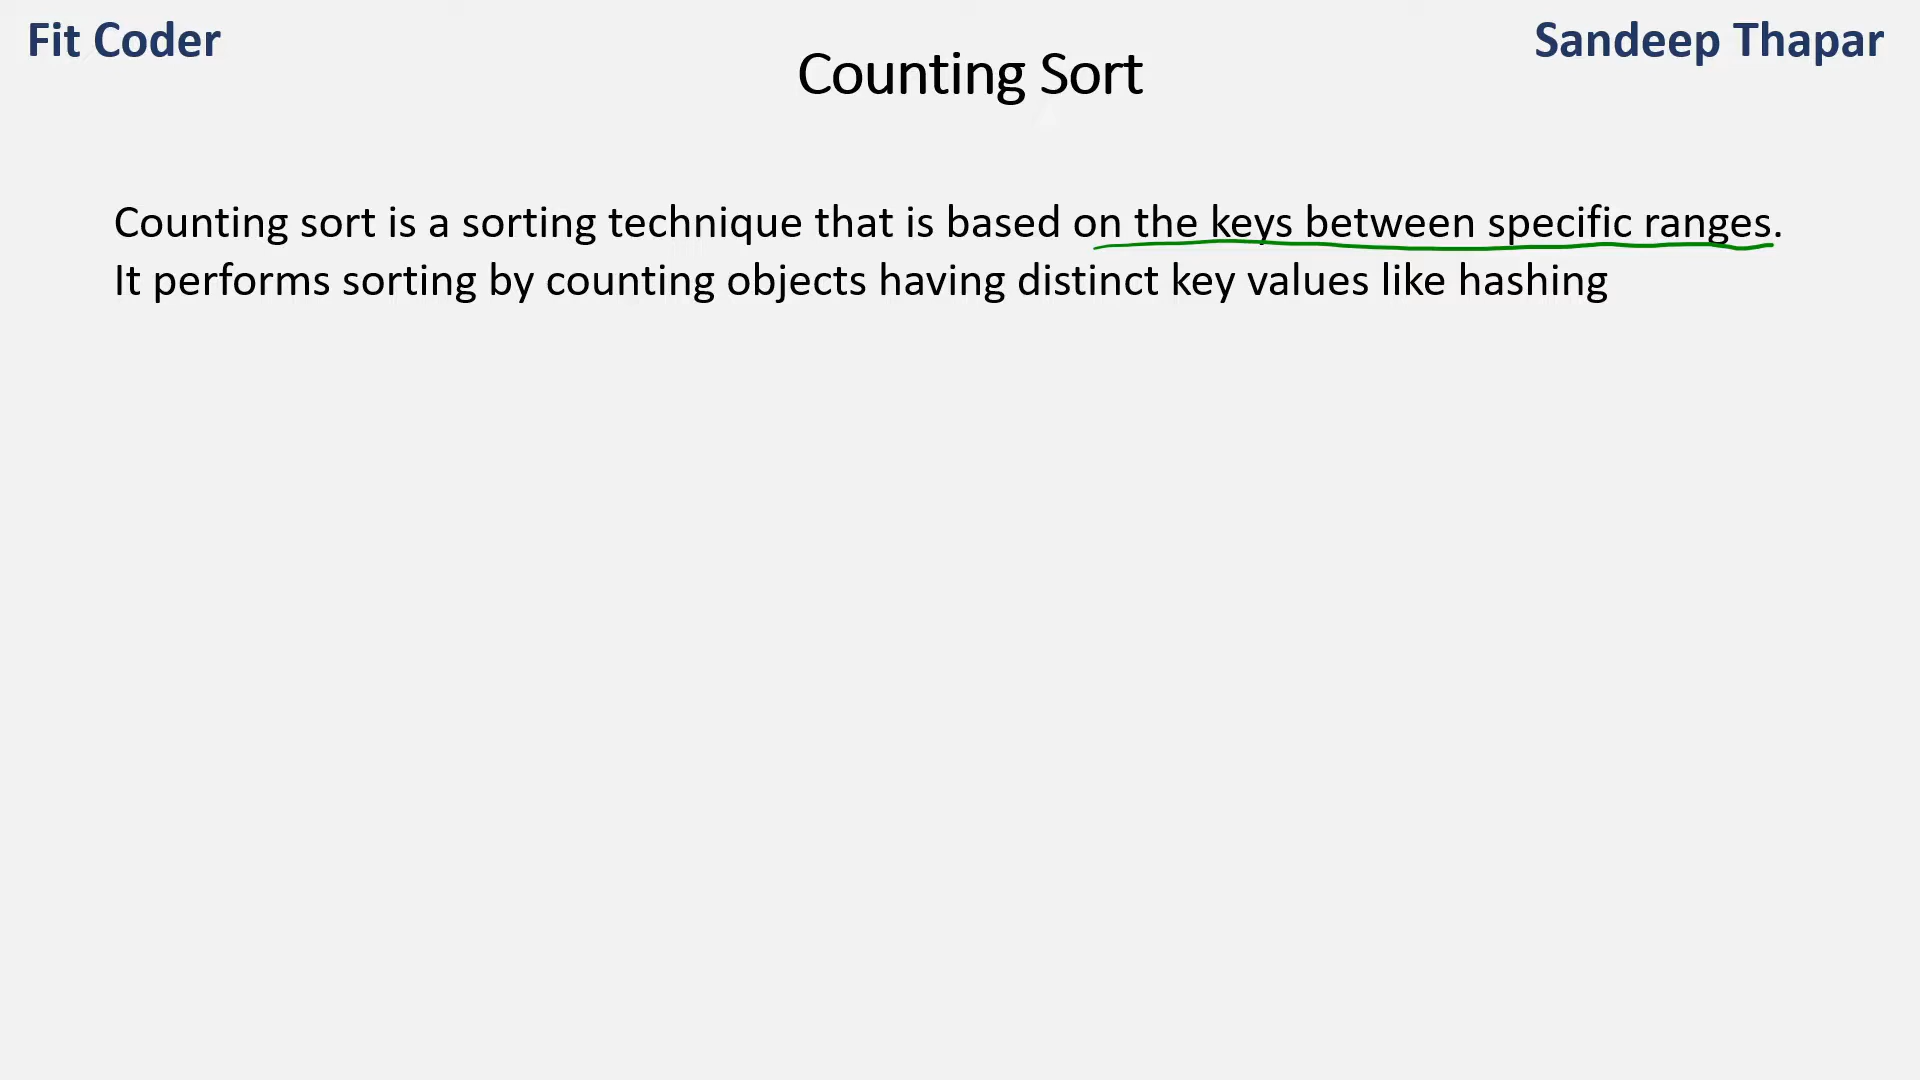 Fit Coder
Sandeep Thapar
Counting Sort
Counting sort is a sorting technique that is based on the keys between specific ranges.
It performs sorting by counting objects having distinct key values like hashing